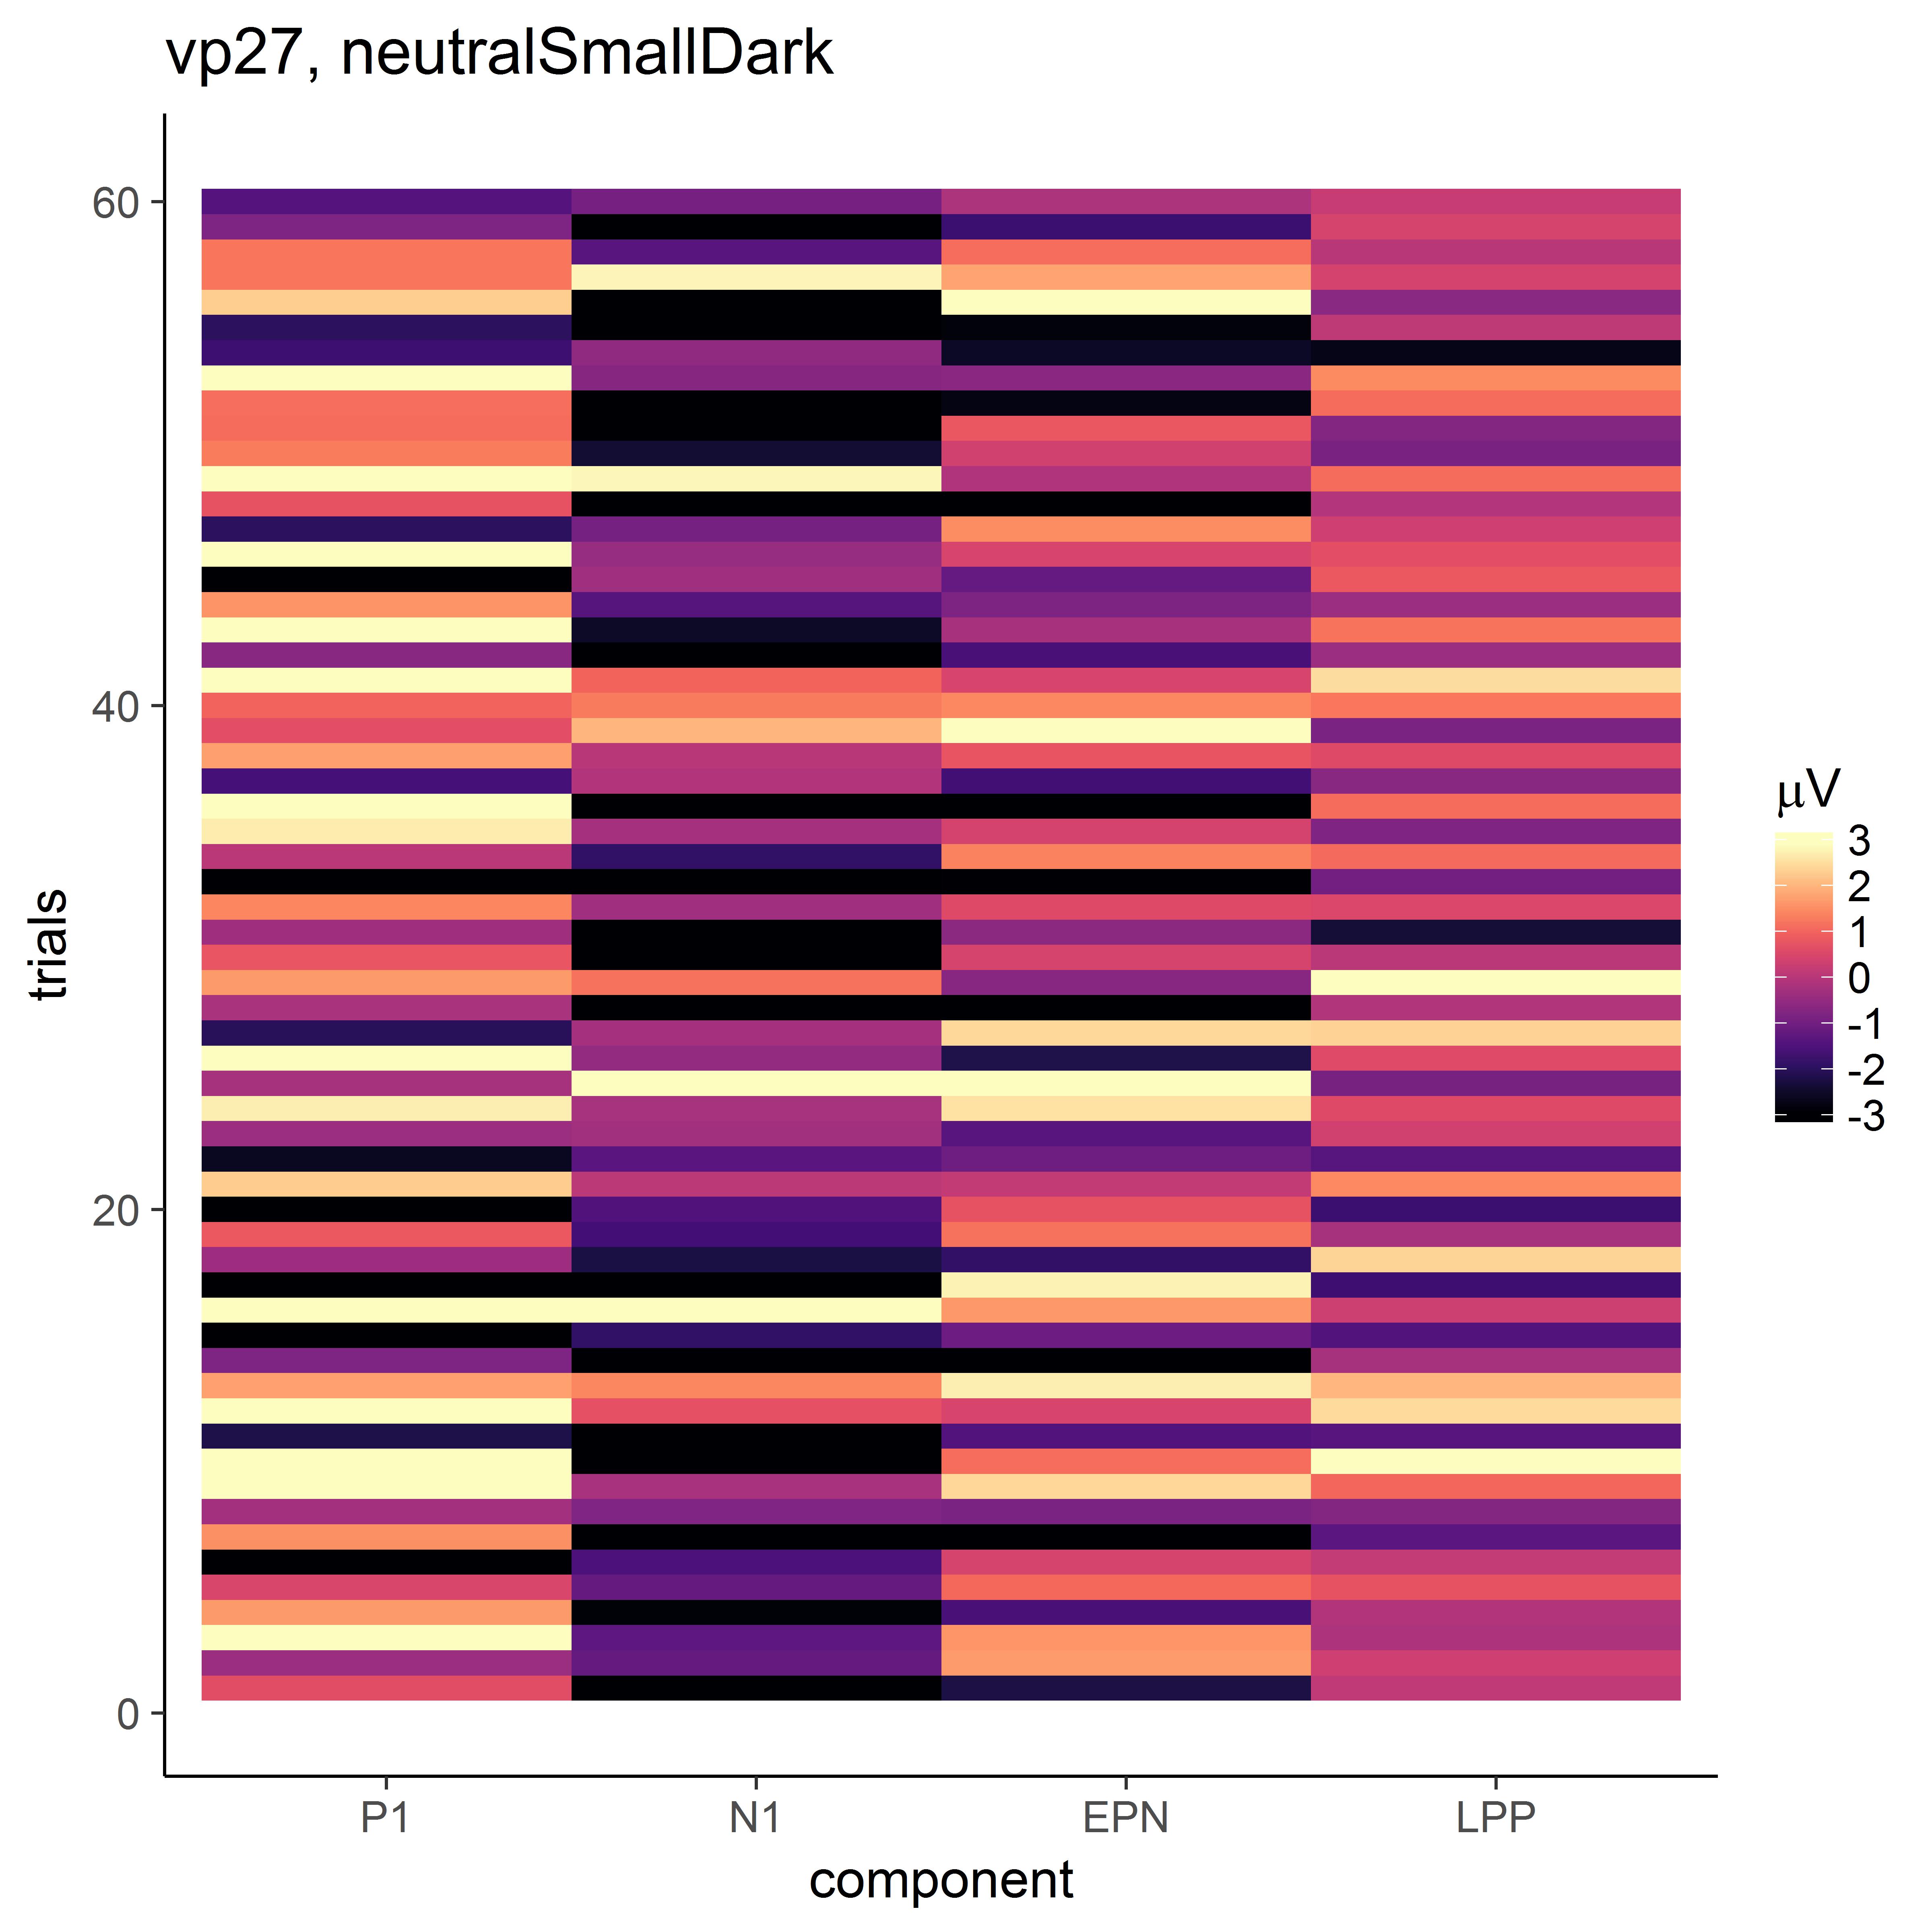 vp27, neutralSmallDark
60
40
20
0
trials
P1 N1 EPN LPP
component
μV
3
2
1
0
-1
-2
-3